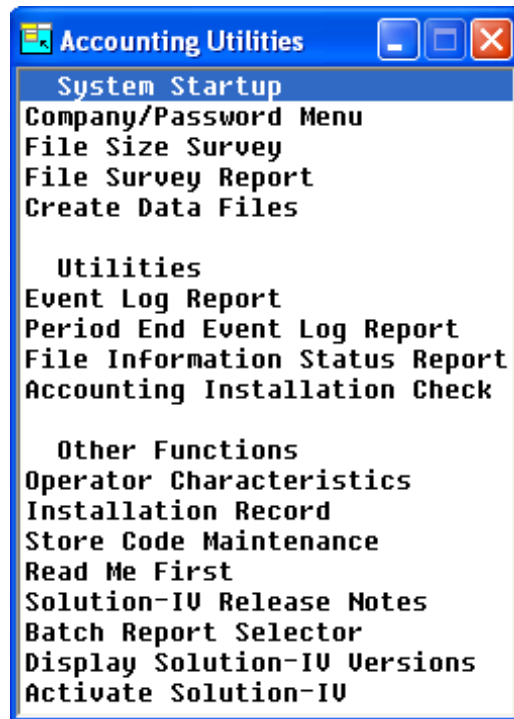 Accounting Utilities
System Startup
Company/Password Menu
File Size Survey
File Survey Report
Create Data Files
Utilities
Event Log Report
Period End Event Log Report
File Information Status Report
Accounting Installation Check
Other Functions
Operator Characteristics
Installation Record
Store Code Maintenance
Read Me First
Solution-IV Release Notes
Batch Report Selector
Display Solution-IV Versions
Activate Solution-IV